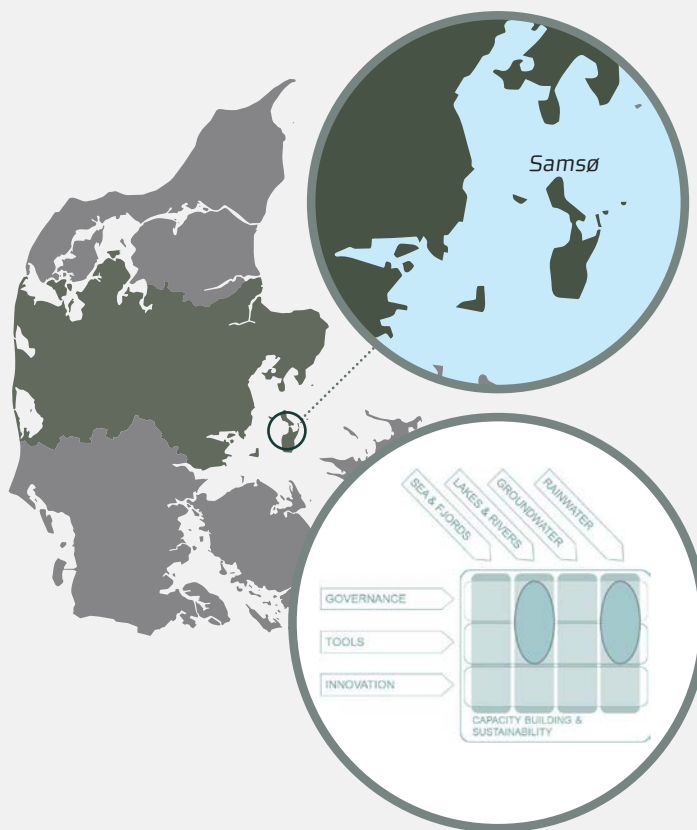 Samsø
SEA & FJORDS
LAKES & RIVERS
GROUNDWATER
RAINWATER
GOVERNANCE
TOOLS
INNOVATION
CAPACITY BUILDING &
SUSTAINABILITY